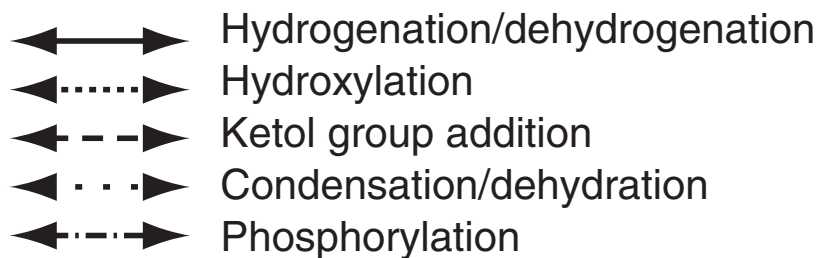 Hydrogenation/dehydrogenation
Hydroxylation
Ketol group addition
Condensation/dehydration
Phosphorylation